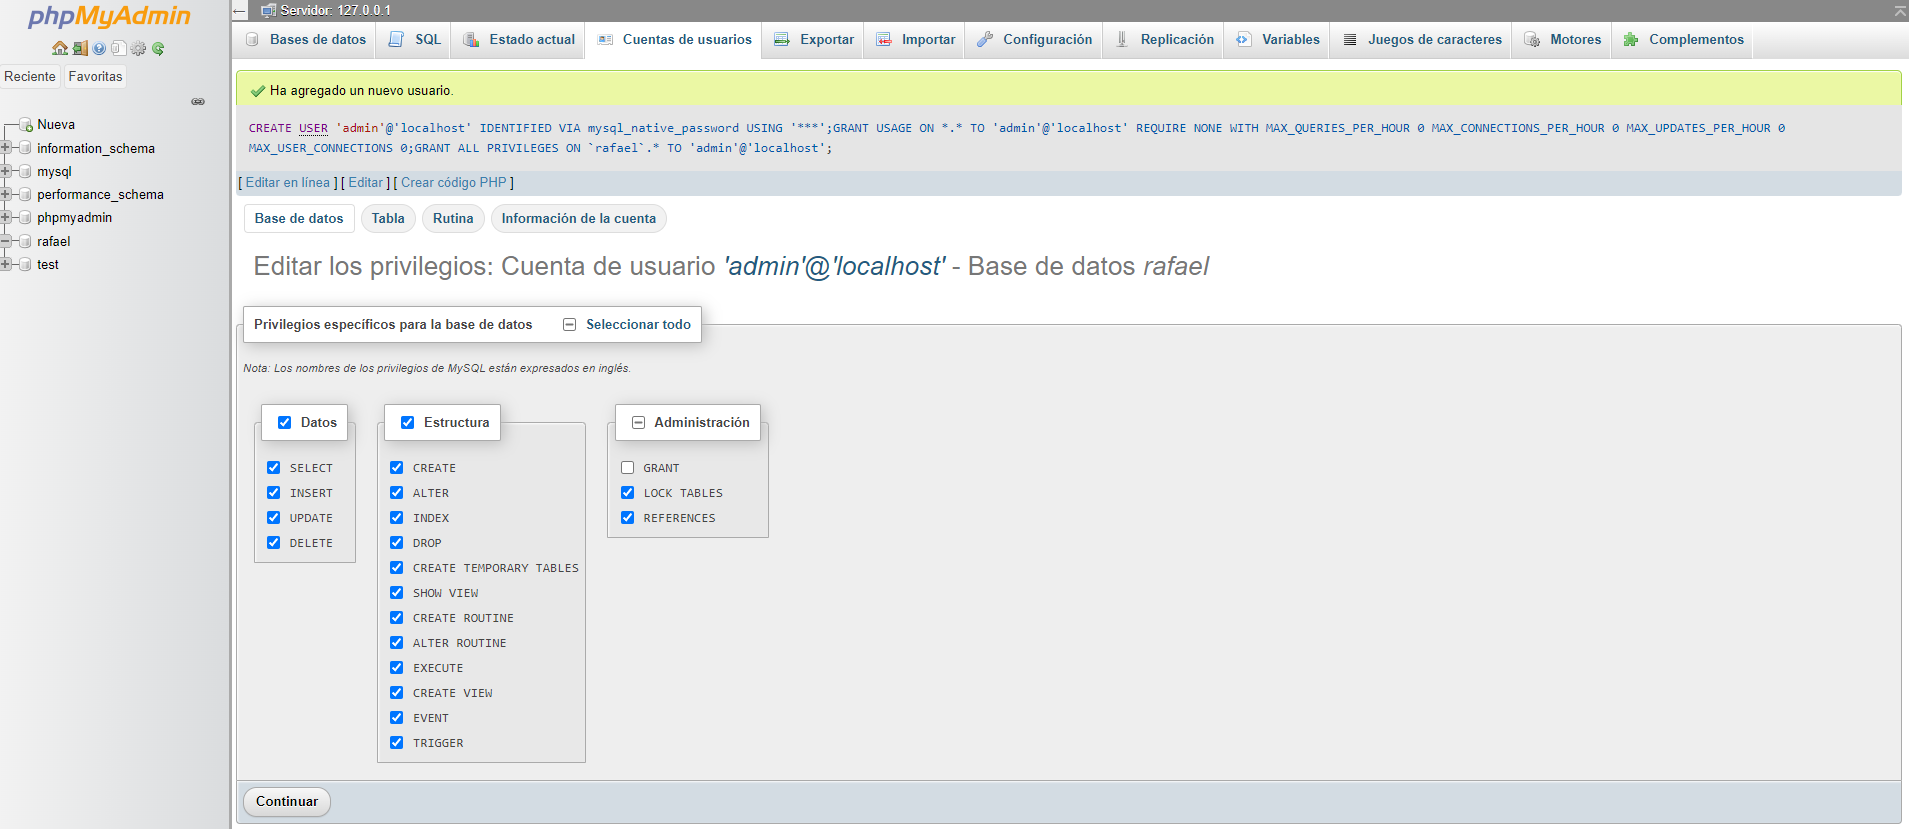 phpMyAdmin
Reciente Favoritas
Nueva
information_schema
mysql
performance_schema
phpmyadmin
rafael
test
Servidor: 127.0.0.1
Bases de datos SQL Estado actual Cuentas de usuarios Exportar Importar Configuración Replicación Variables Juegos de caracteres Motores Complementos
Ha agregado un nuevo usuario.
CREATE USER 'admin'@'localhost' IDENTIFIED VIA mysql_native_password USING '***';GRANT USAGE ON *.* TO 'admin'@'localhost' REQUIRE NONE WITH MAX_QUERIES_PER_HOUR 0 MAX_CONNECTIONS_PER_HOUR 0 MAX_UPDATES_PER_HOUR 0
MAX_USER_CONNECTIONS 0;GRANT ALL PRIVILEGES ON `rafael`.* TO 'admin'@'localhost';
[ Editar en línea ] [ Editar ] [ Crear código PHP ]
Base de datos Tabla Rutina Información de la cuenta
Editar los privilegios: Cuenta de usuario 'admin'@'localhost' - Base de datos rafael
Privilegios específicos para la base de datos Seleccionar todo
Nota: Los nombres de los privilegios de MySQL están expresados en inglés.
Datos
SELECT
INSERT
UPDATE
DELETE
Estructura
CREATE
ALTER
INDEX
DROP
CREATE TEMPORARY TABLES
SHOW VIEW
CREATE ROUTINE
ALTER ROUTINE
EXECUTE
CREATE VIEW
EVENT
TRIGGER
Administración
GRANT
LOCK TABLES
REFERENCES
Continuar